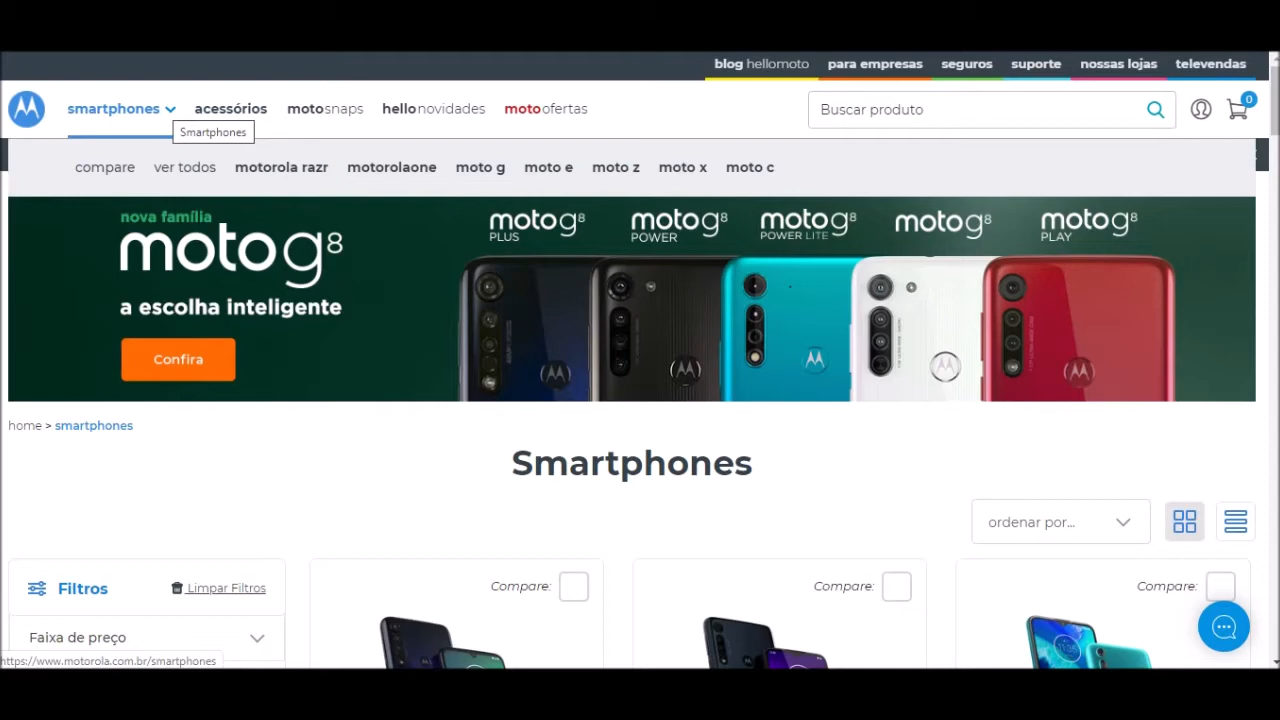 blog hellomoto para empresas seguros suporte nossas lojas televendas
smartphones acessórios motosnaps hellonovidades motoofertas Buscar produto 0
Smartphones
compare ver todos motorola razr motorolaone moto g moto e moto z moto x moto c
nova família
moto g8
a escolha inteligente
Confira
moto g8 PLUS
moto g8 POWER
moto g8 POWER LITE
moto g8
moto g8 PLAY
home > smartphones
Smartphones
ordenar por...
Filtros Limpar Filtros
Compare: Compare: Compare:
Faixa de preço
https://www.motorola.com.br/smartphones